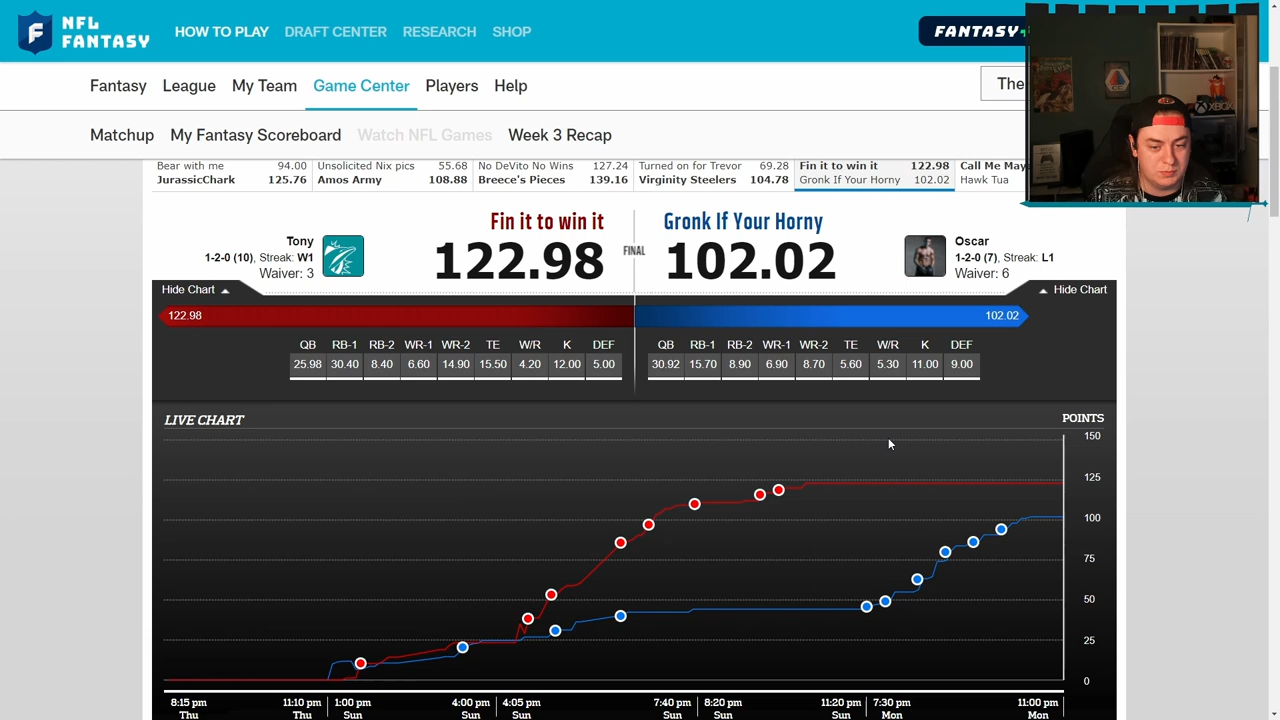 NFL
FANTASY
HOW TO PLAY DRAFT CENTER RESEARCH SHOP
FANTASY+
Fantasy League My Team Game Center Players Help
The
Matchup My Fantasy Scoreboard Watch NFL Games Week 3 Recap
Bear with me 94.00 Unsolicited Nix pics 55.68 No DeVito No Wins 127.24 Turned on for Trevor 69.28 Fin it to win it 122.98 Call Me May
JurassicChark 125.76 Amos Army 108.88 Breece's Pieces 139.16 Virginity Steelers 104.78 Gronk If Your Horny 102.02 Hawk Tua
Fin it to win it Gronk If Your Horny
Tony
1-2-0 (10), Streak: W1
Waiver: 3
122.98 FINAL 102.02
Oscar
1-2-0 (7), Streak: L1
Waiver: 6
Hide Chart Hide Chart
122.98 102.02
QB RB-1 RB-2 WR-1 WR-2 TE W/R K DEF QB RB-1 RB-2 WR-1 WR-2 TE W/R K DEF
25.98 30.40 8.40 6.60 14.90 15.50 4.20 12.00 5.00 30.92 15.70 8.90 6.90 8.70 5.60 5.30 11.00 9.00
LIVE CHART POINTS
150
125
100
75
50
25
0
8:15 pm 11:10 pm 1:00 pm 4:00 pm 4:05 pm 7:40 pm 8:20 pm 11:20 pm 7:30 pm 11:00 pm
Thu Thu Sun Sun Sun Sun Sun Sun Mon Mon
XBOX